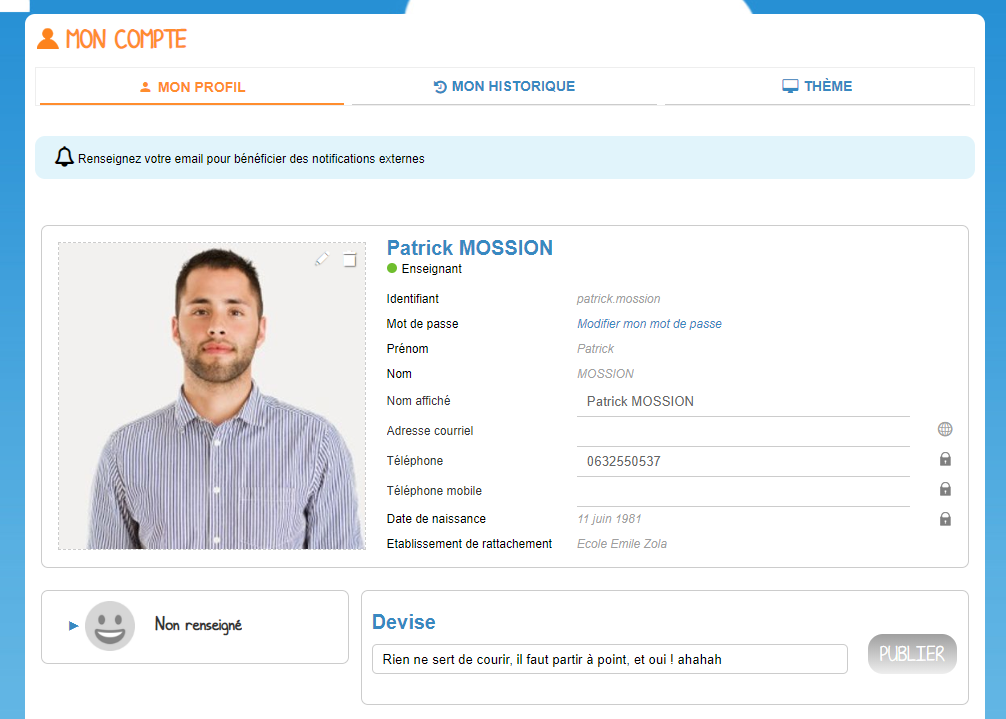 MON COMPTE
MON PROFIL
MON HISTORIQUE
THÈME
Renseignez votre email pour bénéficier des notifications externes
Patrick MOSSION
Enseignant
Identifiant patrick.mossion
Mot de passe Modifier mon mot de passe
Prénom Patrick
Nom MOSSION
Nom affiché Patrick MOSSION
Adresse courriel
Téléphone 0632550537
Téléphone mobile
Date de naissance 11 juin 1981
Etablissement de rattachement Ecole Emile Zola
Non renseigné
Devise
Rien ne sert de courir, il faut partir à point, et oui ! ahahah
PUBLIER